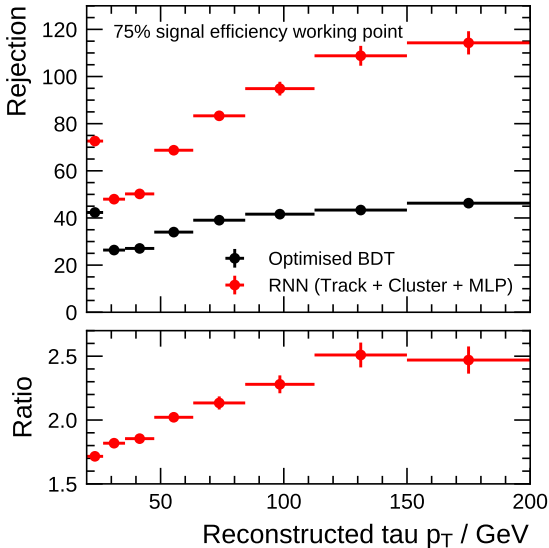 75% signal efficiency working point
Rejection
120
100
80
60
40
20
0
Optimised BDT
RNN (Track + Cluster + MLP)
Ratio
2.5
2.0
1.5
50
100
150
200
Reconstructed tau pT / GeV